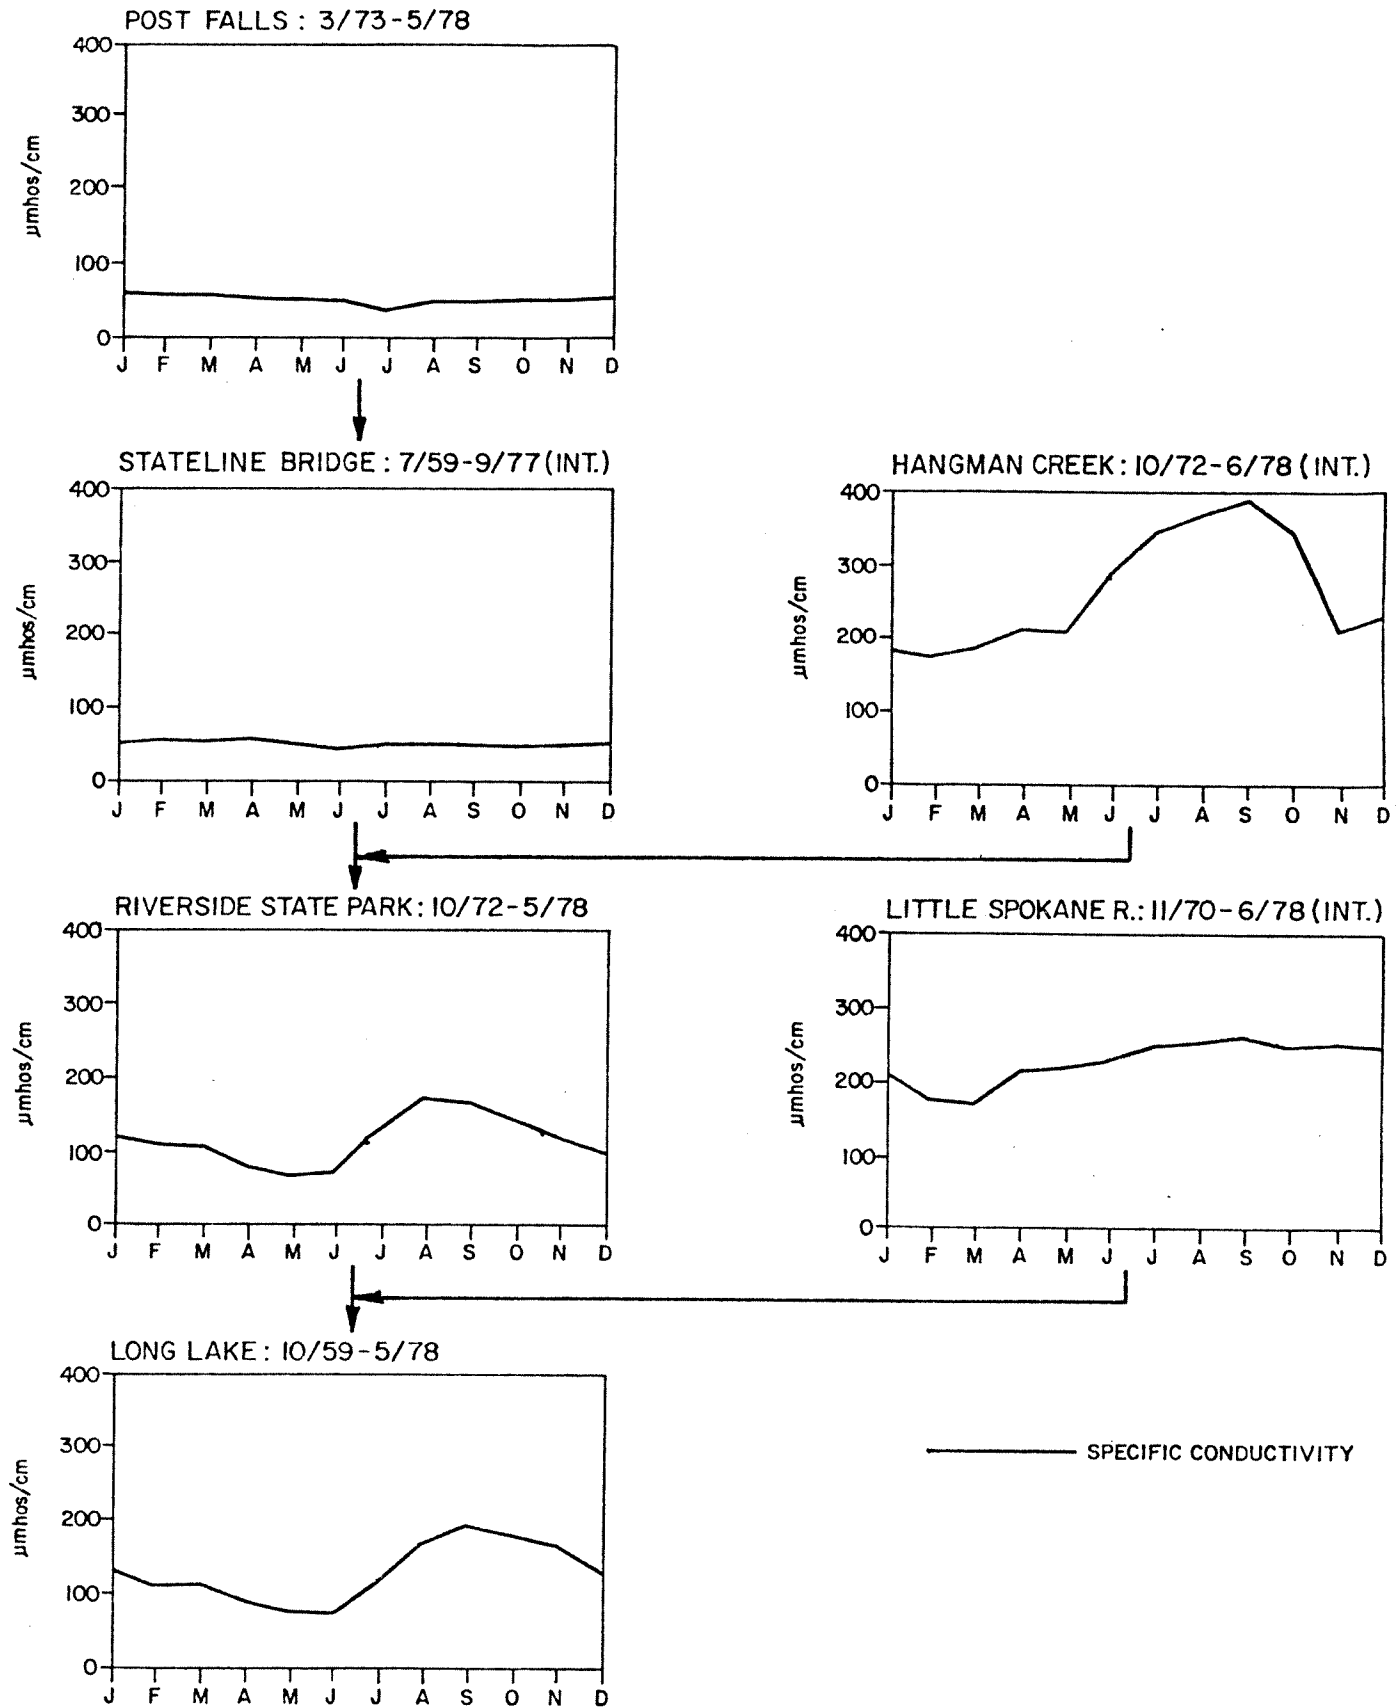 POST FALLS : 3/73-5/78
400
300
200
100
0
µmhos/cm
J F M A M J J A S O N D
STATELINE BRIDGE : 7/59-9/77 (INT.)
400
300
200
100
0
µmhos/cm
J F M A M J J A S O N D
HANGMAN CREEK : 10/72-6/78 (INT.)
400
300
200
100
0
µmhos/cm
J F M A M J J A S O N D
RIVERSIDE STATE PARK : 10/72-5/78
400
300
200
100
0
µmhos/cm
J F M A M J J A S O N D
LITTLE SPOKANE R.: 11/70-6/78 (INT.)
400
300
200
100
0
µmhos/cm
J F M A M J J A S O N D
LONG LAKE : 10/59-5/78
400
300
200
100
0
µmhos/cm
J F M A M J J A S O N D
SPECIFIC CONDUCTIVITY